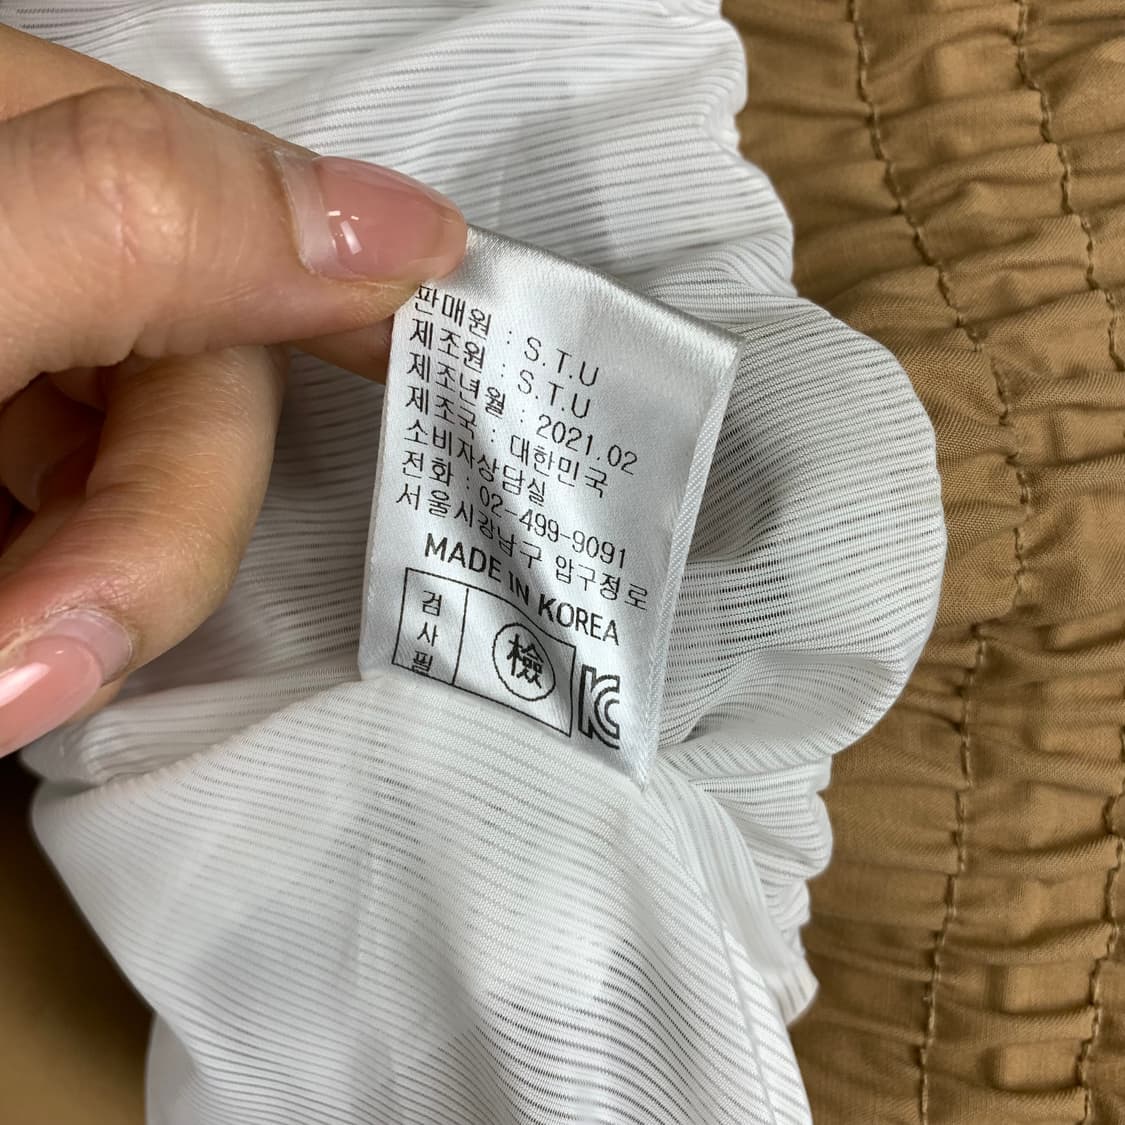 판매원 : S.T.U
제조원 : S.T.U
제조년월 : 2021.02
제조국 : 대한민국
소비자상담실
전화 : 02-499-9091
서울시강남구 압구정로
MADE IN KOREA
검사필
檢
KC